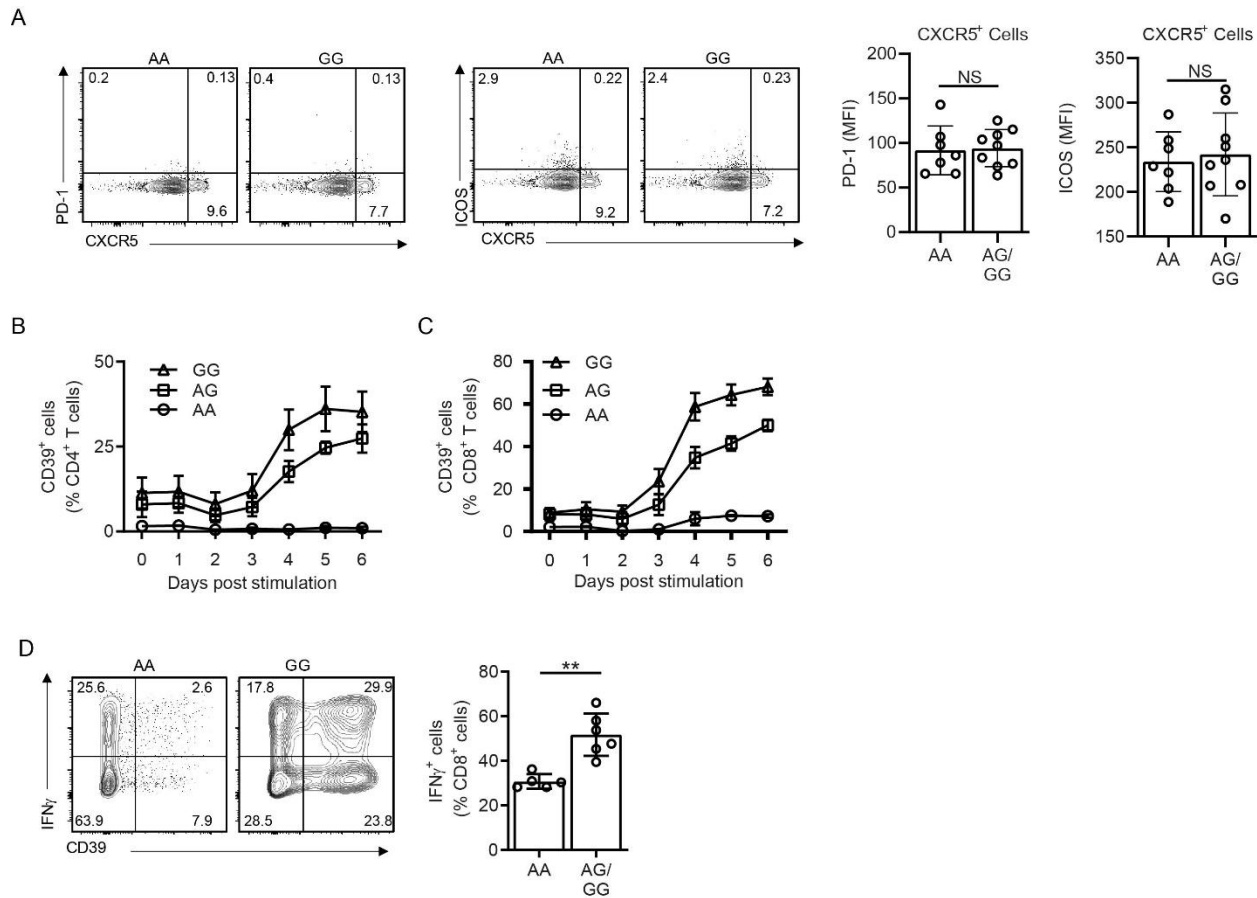 A
AA
GG
0.2
0.13
0.4
0.13
9.6
7.7
PD-1
CXCR5
AA
GG
2.9
0.22
2.4
0.23
9.2
7.2
ICOS
CXCR5
CXCR5⁺ Cells
NS
200
150
100
50
0
PD-1 (MFI)
AA
AG/
GG
CXCR5⁺ Cells
NS
350
300
250
200
150
ICOS (MFI)
AA
AG/
GG
B
50
25
0
CD39⁺ cells
(% CD4⁺ T cells)
GG
AG
AA
0 1 2 3 4 5 6
Days post stimulation
C
80
60
40
20
0
CD39⁺ cells
(% CD8⁺ T cells)
GG
AG
AA
0 1 2 3 4 5 6
Days post stimulation
D
AA
GG
25.6
2.6
17.8
29.9
63.9
7.9
28.5
23.8
IFNγ
CD39
**
80
60
40
20
0
IFNγ⁺ cells
(% CD8⁺ cells)
AA
AG/
GG